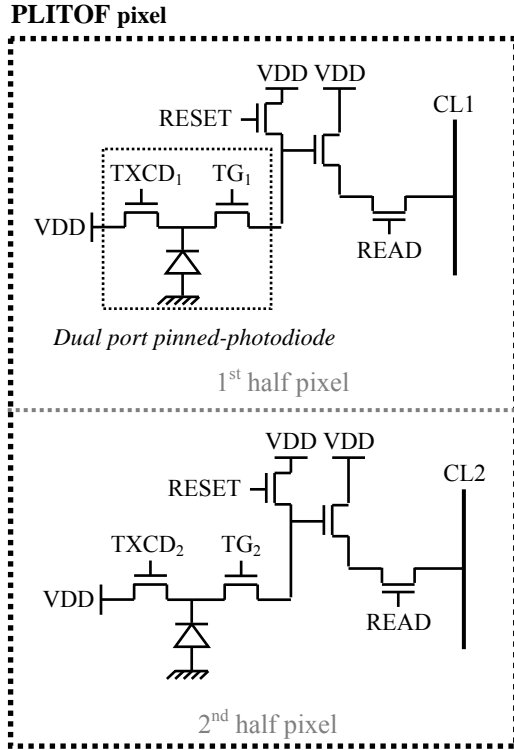 PLITOF pixel
VDD VDD
CL1
RESET
TXCD₁ TG₁
VDD
READ
Dual port pinned-photodiode
1st half pixel
VDD VDD
CL2
RESET
TXCD₂ TG₂
VDD
READ
2nd half pixel